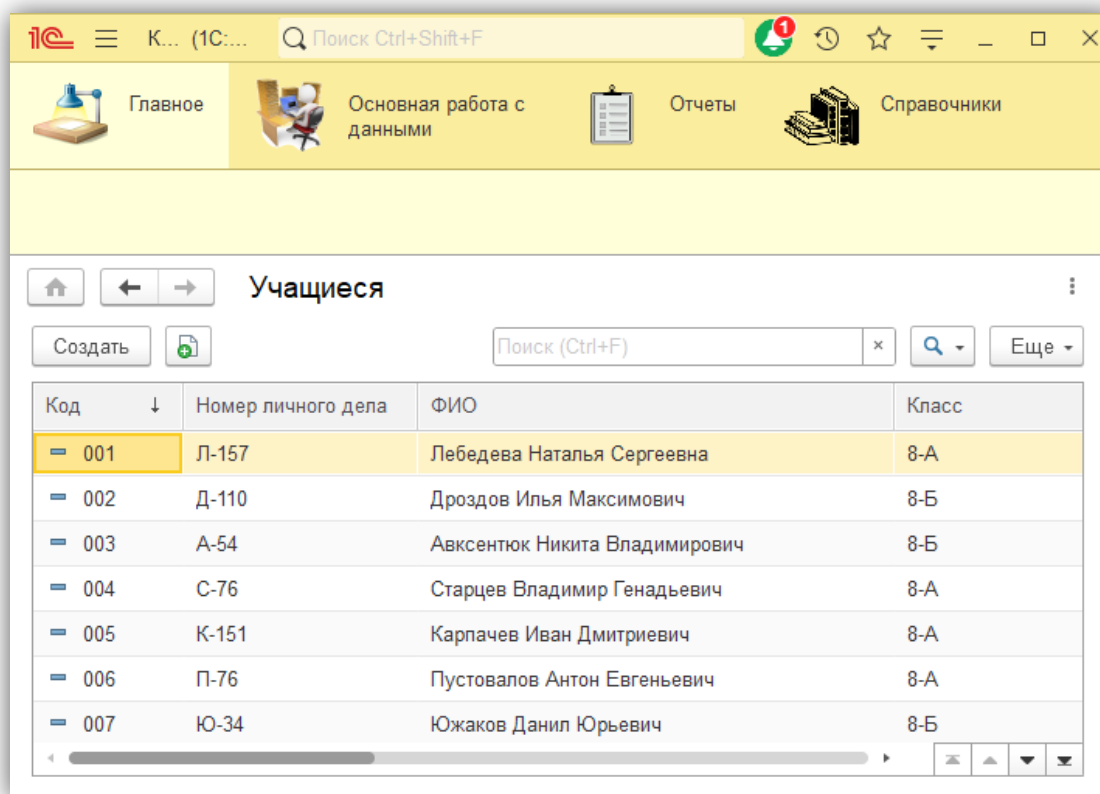 1С К... (1С:... Поиск Ctrl+Shift+F 1
Главное Основная работа с Отчеты Справочники
данными
Учащиеся
Создать Поиск (Ctrl+F) × Еще
Код ↓ Номер личного дела ФИО Класс
001 Л-157 Лебедева Наталья Сергеевна 8-А
002 Д-110 Дроздов Илья Максимович 8-Б
003 А-54 Авксентюк Никита Владимирович 8-Б
004 С-76 Старцев Владимир Генадьевич 8-А
005 К-151 Карпачев Иван Дмитриевич 8-А
006 П-76 Пустовалов Антон Евгеньевич 8-А
007 Ю-34 Южаков Данил Юрьевич 8-Б